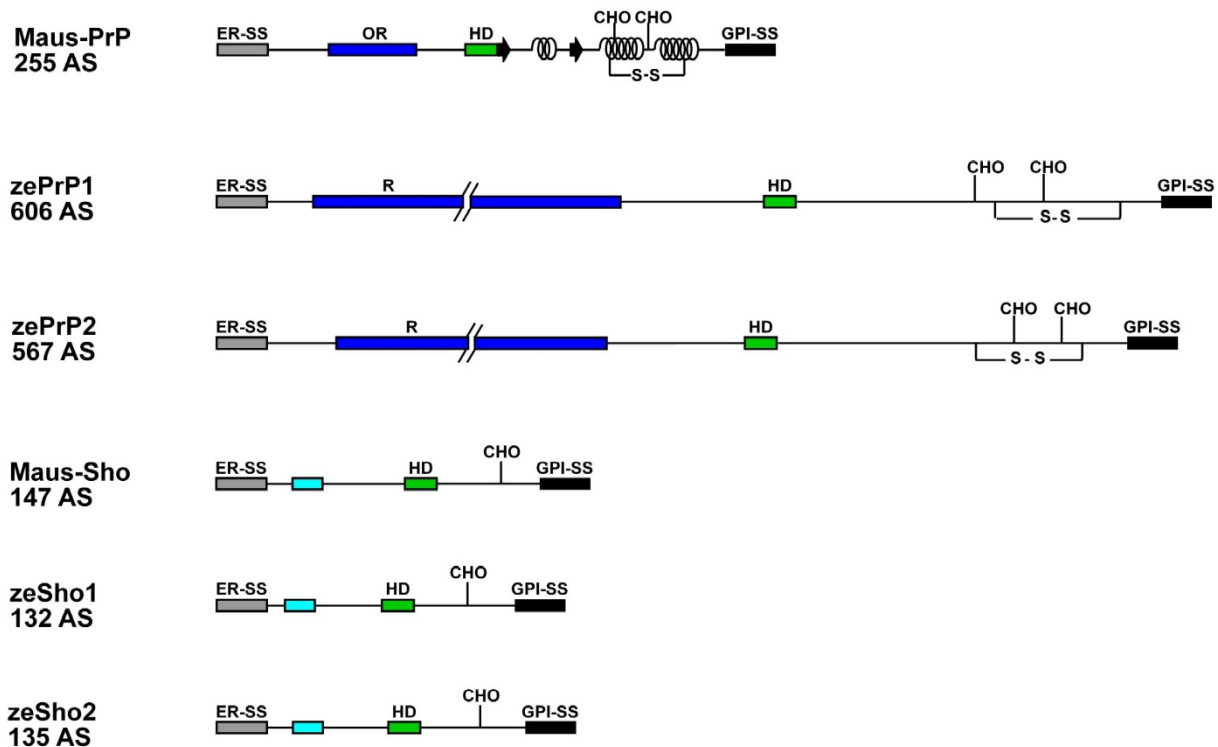 Maus-PrP
255 AS
ER-SS OR HD CHO CHO GPI-SS
S-S
zePrP1
606 AS
ER-SS R HD CHO CHO GPI-SS
S-S
zePrP2
567 AS
ER-SS R HD CHO CHO GPI-SS
S-S
Maus-Sho
147 AS
ER-SS HD CHO GPI-SS
zeSho1
132 AS
ER-SS HD CHO GPI-SS
zeSho2
135 AS
ER-SS HD CHO GPI-SS